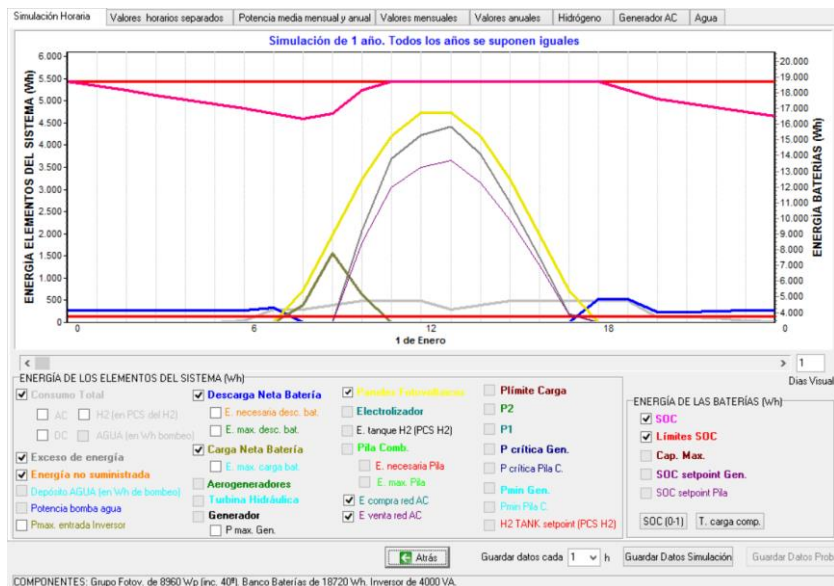 Simulación Horaria Valores horarios separados Potencia media mensual y anual Valores mensuales Valores anuales Hidrógeno Generador AC Agua
Simulación de 1 año. Todos los años se suponen iguales
ENERGÍA ELEMENTOS DEL SISTEMA (Wh)
6.000
5.500
5.000
4.500
4.000
3.500
3.000
2.500
2.000
1.500
1.000
500
0
20.000
19.000
18.000
17.000
16.000
15.000
14.000
13.000
12.000
11.000
10.000
9.000
8.000
7.000
6.000
5.000
4.000
ENERGÍA BATERÍAS (Wh)
0 6 12 18 0
1 de Enero
1
Dias Visual
ENERGÍA DE LOS ELEMENTOS DEL SISTEMA (Wh)
Consumo Total
AC H2 (en PCS del H2)
DC AGUA (en Wh bombeo)
Exceso de energía
Energía no suministrada
Depósito AGUA (en Wh de bombeo)
Potencia bomba agua
Pmax. entrada Inversor
Descarga Neta Batería
E. necesaria desc. bat.
E. max. desc. bat.
Carga Neta Batería
E. max. carga bat.
Aerogeneradores
Turbina Hidráulica
Generador
P max. Gen.
Paneles Fotovoltaicos
Electrolizador
E. tanque H2 (PCS H2)
Pila Comb.
E. necesaria Pila
E. max. Pila
E compra red AC
E venta red AC
Plímite Carga
P2
P1
P crítica Gen.
P crítica Pila C.
Pmin Gen.
Pmin Pila C.
H2 TANK setpoint (PCS H2)
ENERGÍA DE LAS BATERÍAS (Wh)
SOC
Límites SOC
Cap. Max.
SOC setpoint Gen.
SOC setpoint Pila
SOC (0-1) T. carga comp.
Atrás Guardar datos cada 1 h Guardar Datos Simulación Guardar Datos Prob
COMPONENTES: Grupo Fotov. de 8960 Wp (inc. 40º). Banco Baterías de 18720 Wh. Inversor de 4000 VA.